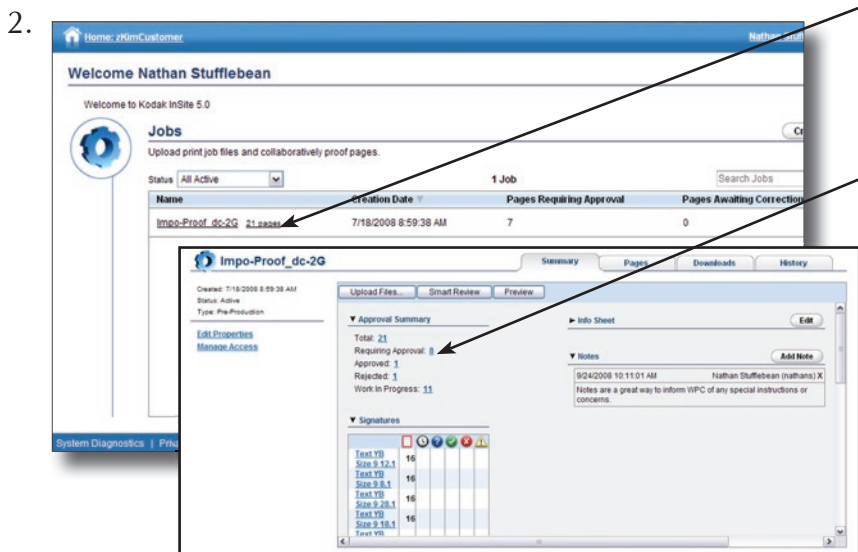 2.
Home: zKimCustomer
Welcome Nathan Stufflebean
Welcome to Kodak InSite 5.0
Jobs
Upload print job files and collaboratively proof pages.
Status All Active 1 Job Search Jobs
Name Creation Date Pages Requiring Approval Pages Awaiting Correction
Impo-Proof_dc-2G 21 pages 7/18/2008 8:59:38 AM 7 0
Impo-Proof_dc-2G Summary Pages Downloads History
Created: 7/18/2008 8:59:38 AM
Status: Active
Type: Pre-Production
Edit Properties
Manage Access
Upload Files... Smart Review Preview
▼ Approval Summary
Total: 21
Requiring Approval: 8
Approved: 1
Rejected: 1
Work In Progress: 11
▼ Signatures
Text YB
Size 9.12.1 16
Text YB
Size 9.8.1 16
Text YB
Size 9.28.1 16
Text YB
Size 9.18.1 16
Text YB
► Info Sheet Edit
▼ Notes Add Note
9/24/2008 10:11:01 AM Nathan Stufflebean (nathans) X
Notes are a great way to inform WPC of any special instructions or
concerns.
System Diagnostics |